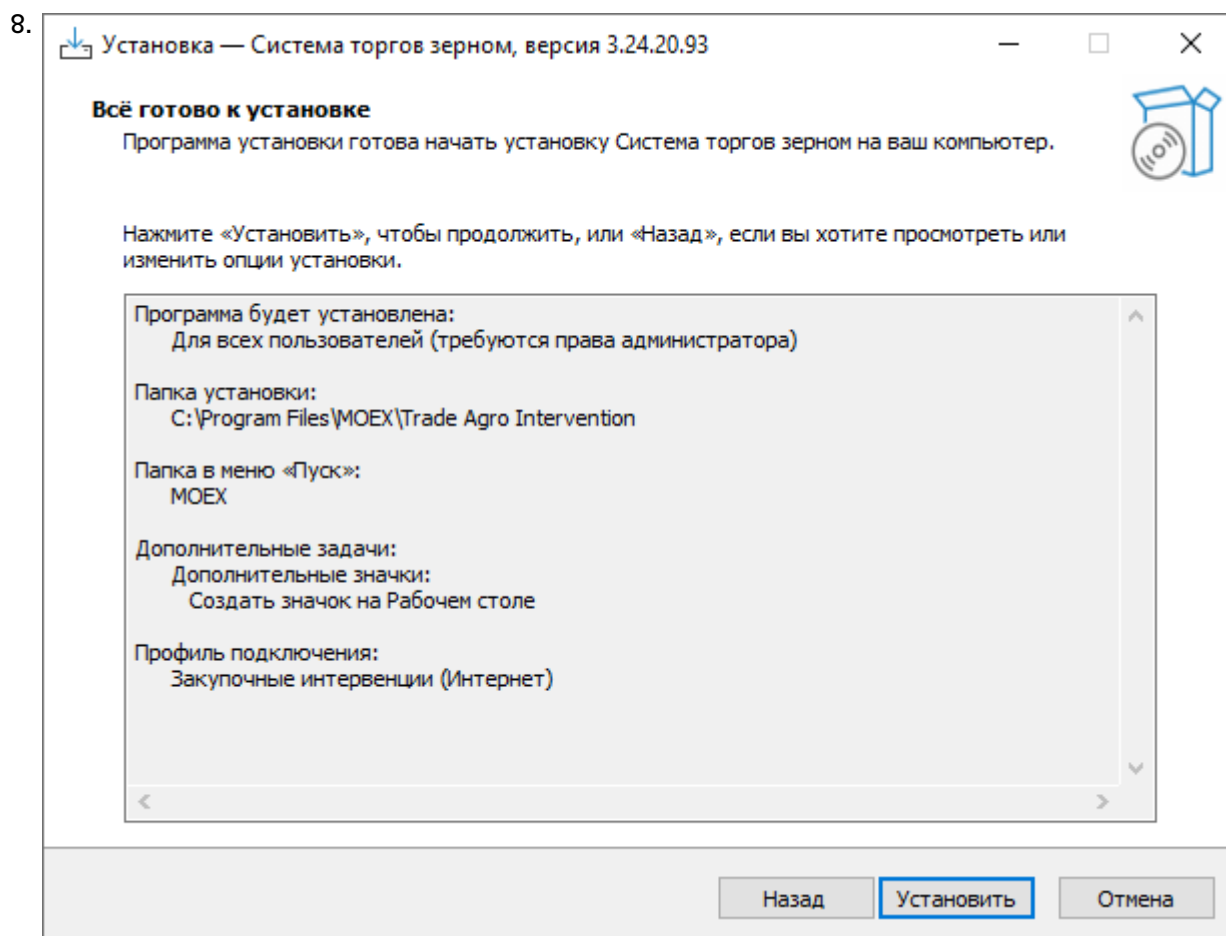 8.
Установка — Система торгов зерном, версия 3.24.20.93
Всё готово к установке
Программа установки готова начать установку Система торгов зерном на ваш компьютер.
Нажмите «Установить», чтобы продолжить, или «Назад», если вы хотите просмотреть или
изменить опции установки.
Программа будет установлена:
Для всех пользователей (требуются права администратора)
Папка установки:
C:\Program Files\MOEX\Trade Agro Intervention
Папка в меню «Пуск»:
MOEX
Дополнительные задачи:
Дополнительные значки:
Создать значок на Рабочем столе
Профиль подключения:
Закупочные интервенции (Интернет)
Назад
Установить
Отмена